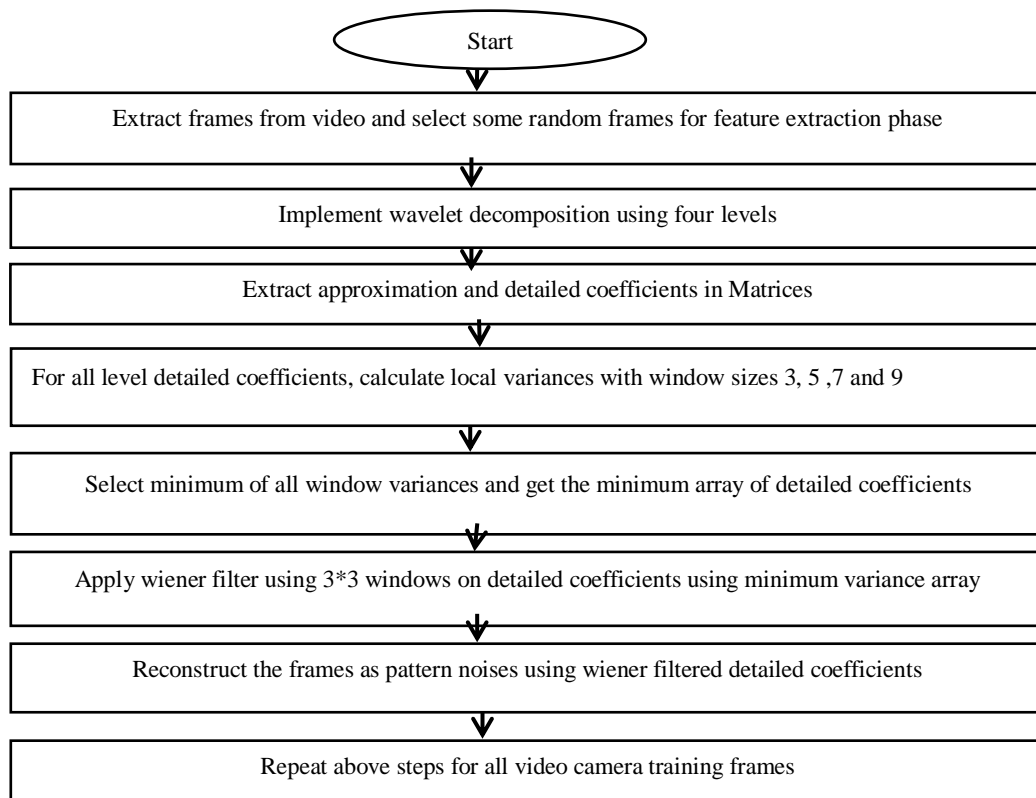 Start
Extract frames from video and select some random frames for feature extraction phase
Implement wavelet decomposition using four levels
Extract approximation and detailed coefficients in Matrices
For all level detailed coefficients, calculate local variances with window sizes 3, 5 ,7 and 9
Select minimum of all window variances and get the minimum array of detailed coefficients
Apply wiener filter using 3*3 windows on detailed coefficients using minimum variance array
Reconstruct the frames as pattern noises using wiener filtered detailed coefficients
Repeat above steps for all video camera training frames